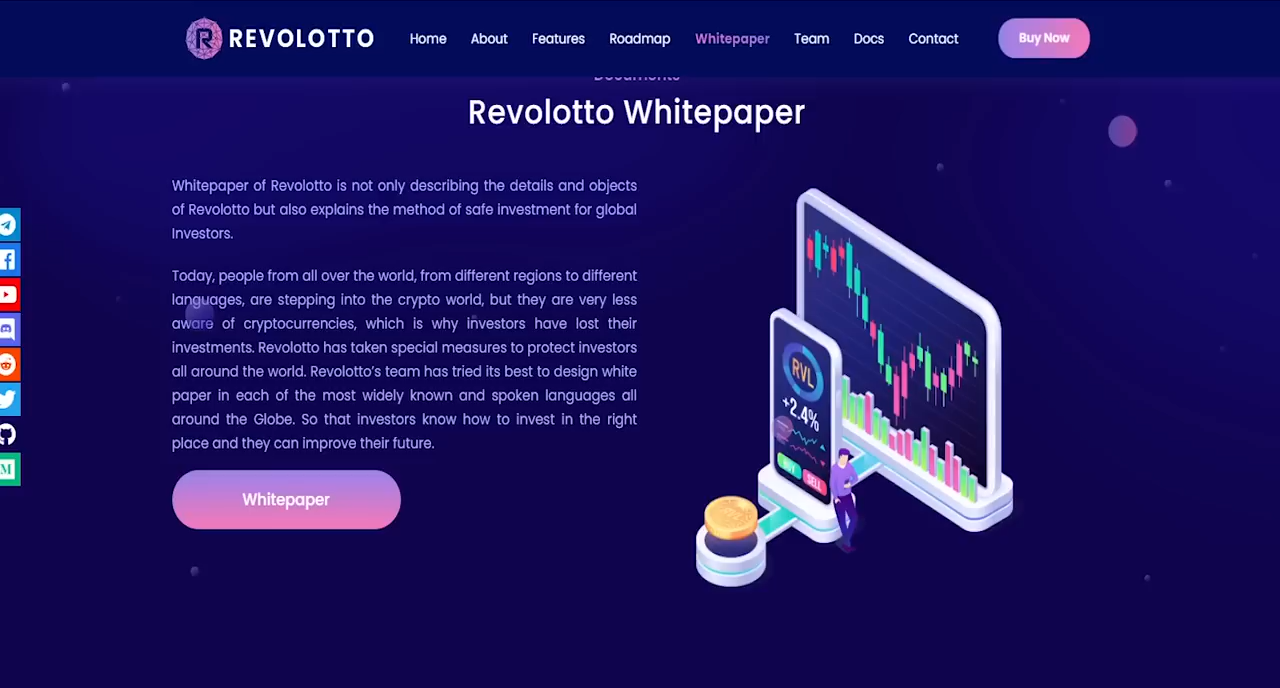 REVOLOTTO
Home About Features Roadmap Whitepaper Team Docs Contact Buy Now
Documents
Revolotto Whitepaper
Whitepaper of Revolotto is not only describing the details and objects
of Revolotto but also explains the method of safe investment for global
Investors.
Today, people from all over the world, from different regions to different
languages, are stepping into the crypto world, but they are very less
aware of cryptocurrencies, which is why investors have lost their
investments. Revolotto has taken special measures to protect investors
all around the world. Revolotto's team has tried its best to design white
paper in each of the most widely known and spoken languages all
around the Globe. So that investors know how to invest in the right
place and they can improve their future.
Whitepaper
RVL
+2.4%
BUY
SELL
M